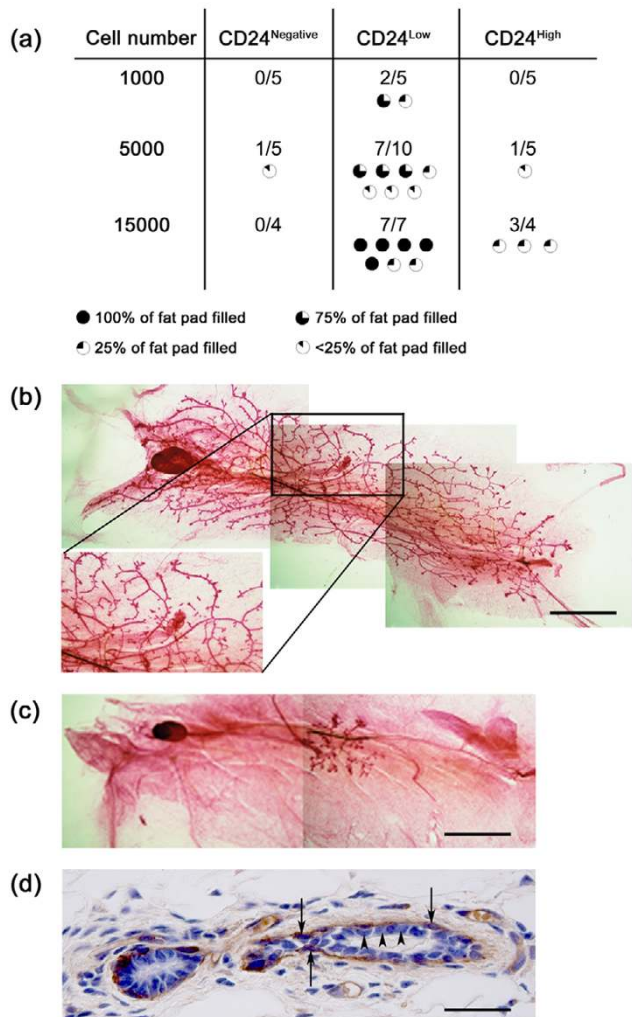 (a)
Cell number CD24Negative CD24Low CD24High
1000 0/5 2/5 0/5
5000 1/5 7/10 1/5
15000 0/4 7/7 3/4
100% of fat pad filled 75% of fat pad filled
25% of fat pad filled <25% of fat pad filled
(b)
(c)
(d)